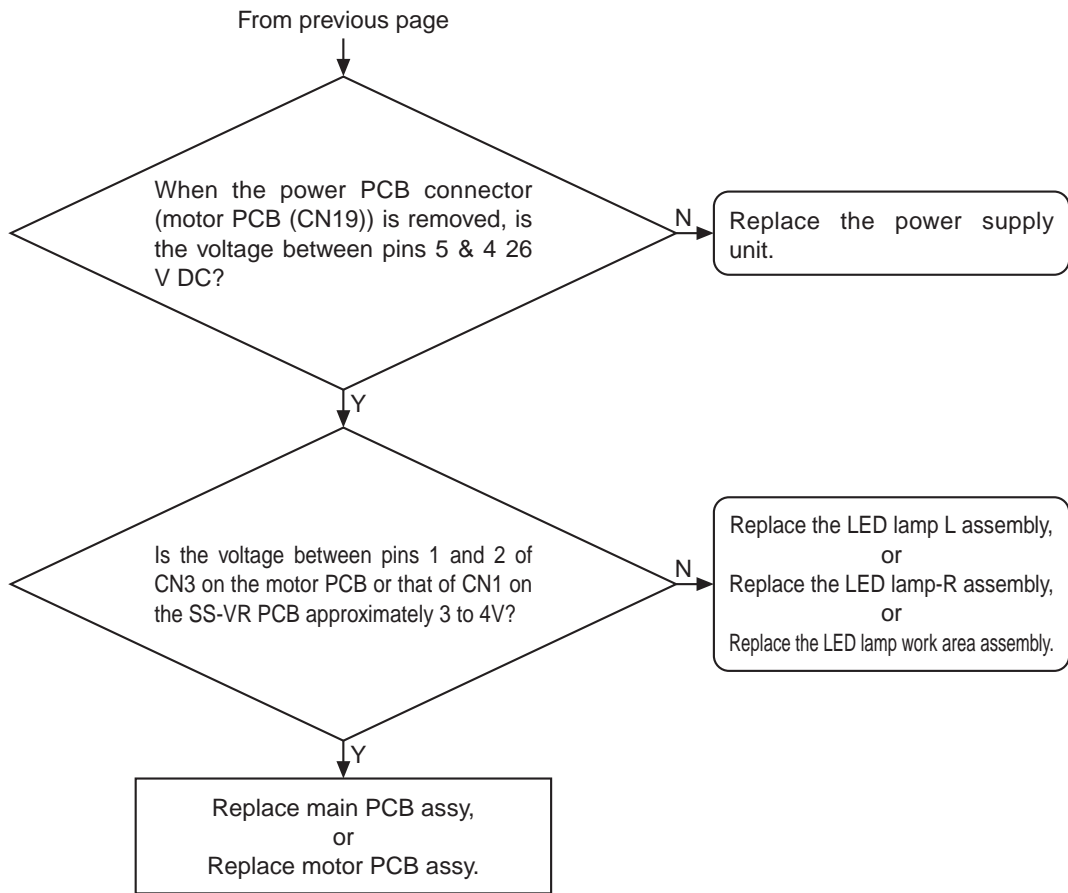 From previous page
When the power PCB connector
(motor PCB (CN19)) is removed, is
the voltage between pins 5 & 4 26
V DC?
N
Replace the power supply
unit.
Y
Is the voltage between pins 1 and 2 of
CN3 on the motor PCB or that of CN1 on
the SS-VR PCB approximately 3 to 4V?
N
Replace the LED lamp L assembly,
or
Replace the LED lamp-R assembly,
or
Replace the LED lamp work area assembly.
Y
Replace main PCB assy,
or
Replace motor PCB assy.